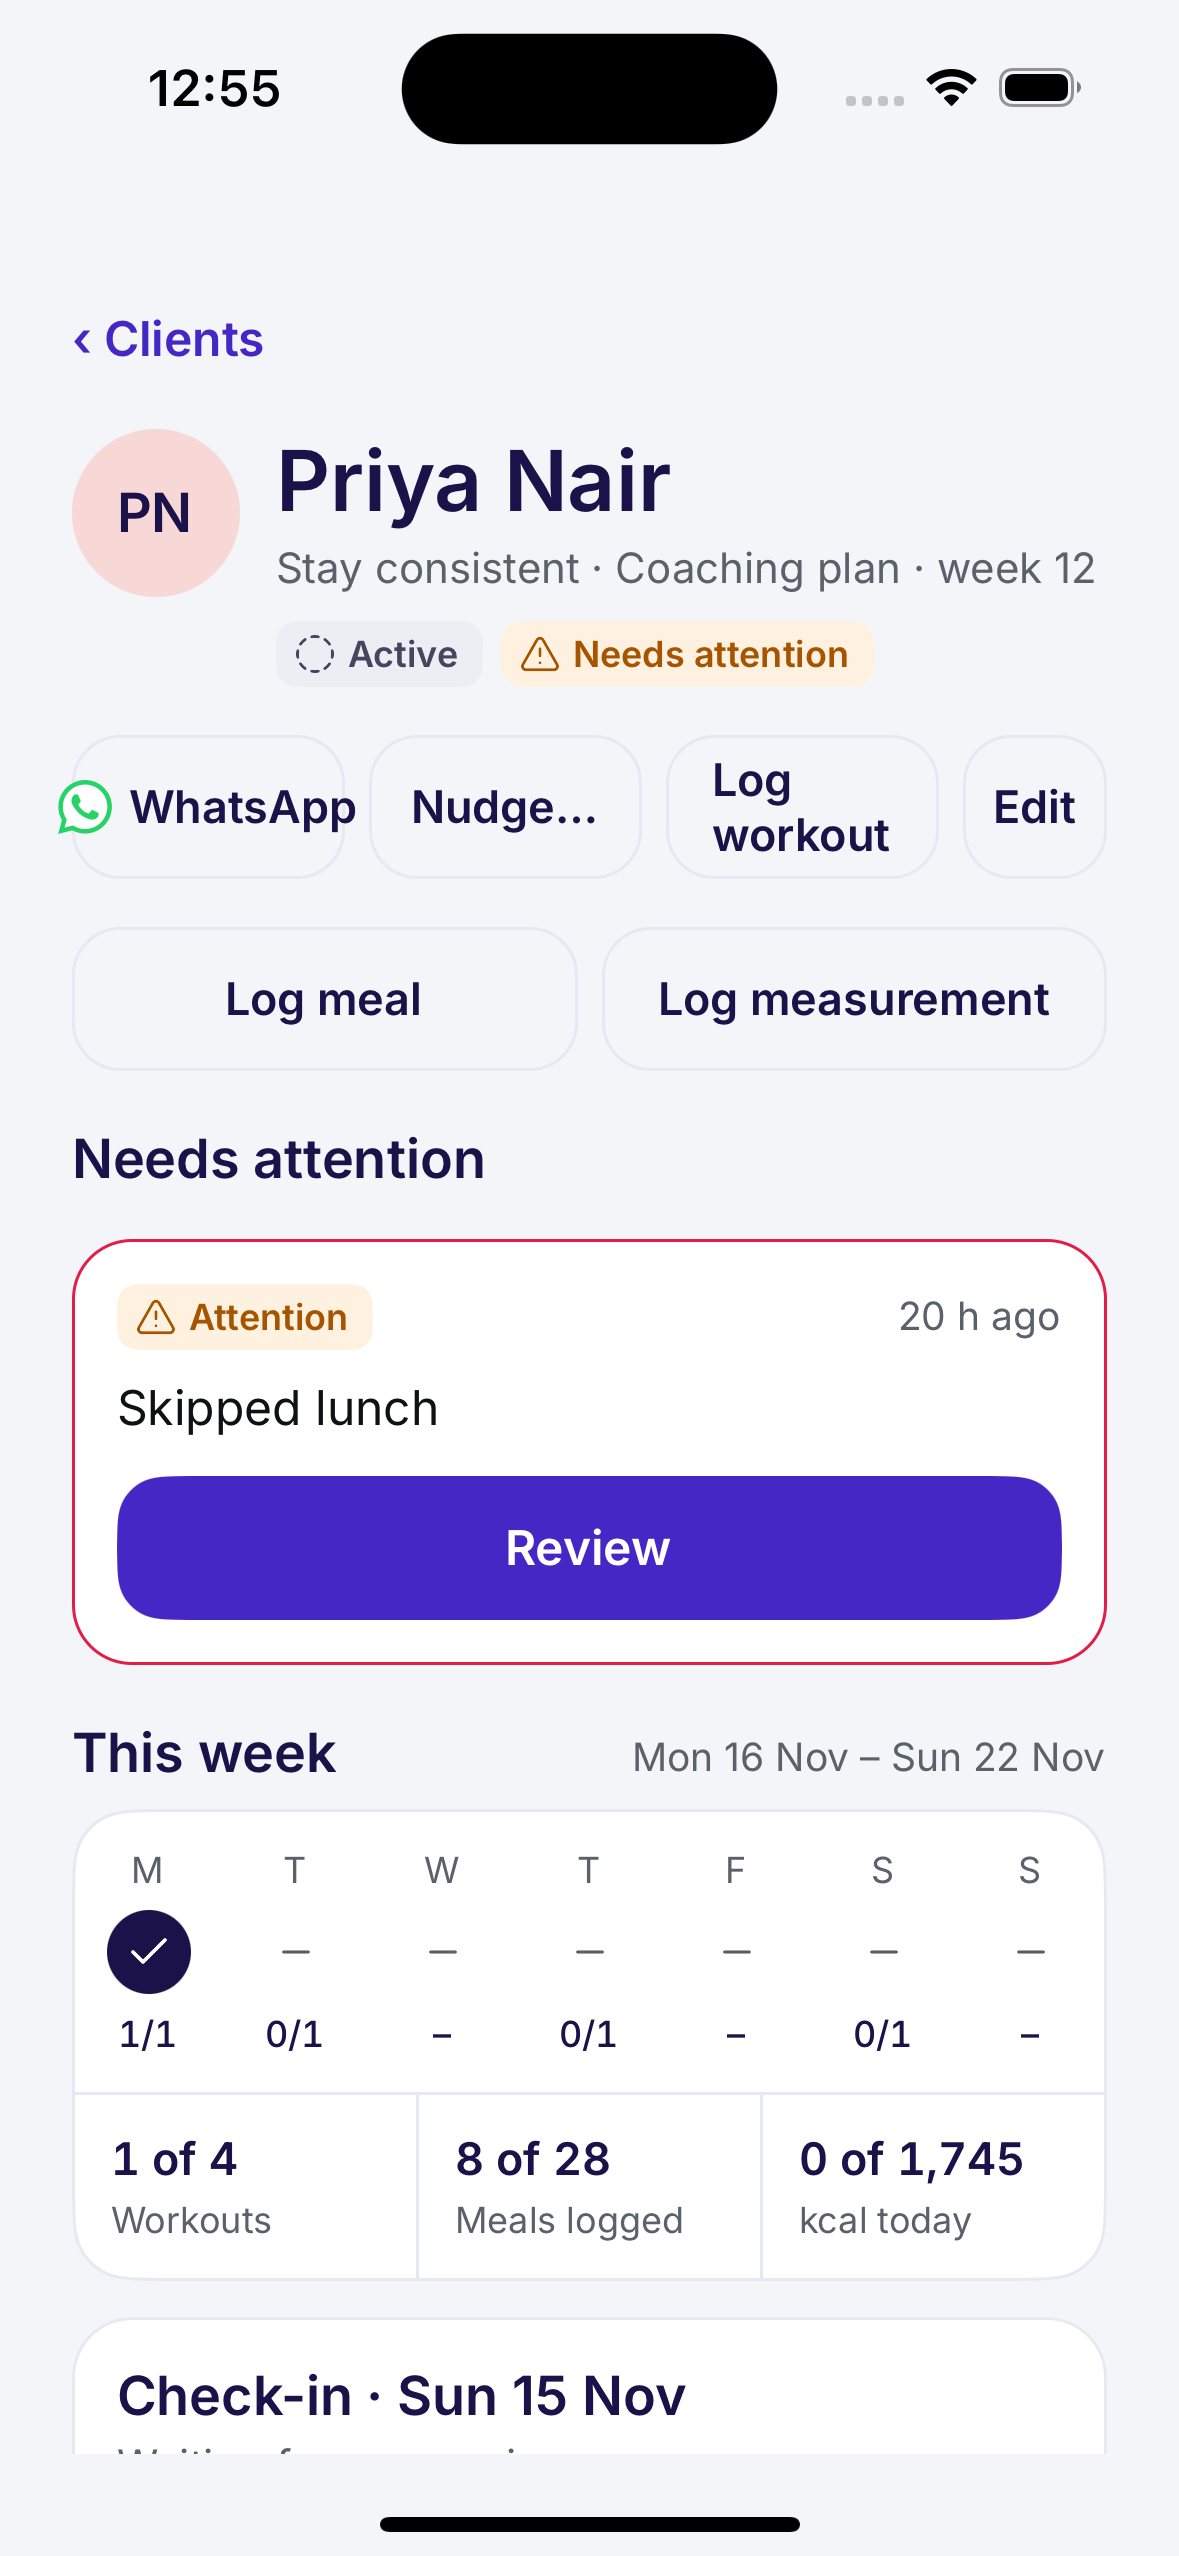 12:55
‹ Clients
PN
Priya Nair
Stay consistent · Coaching plan · week 12
Active
Needs attention
WhatsApp
Nudge...
Log
workout
Edit
Log meal
Log measurement
Needs attention
Attention
20 h ago
Skipped lunch
Review
This week
Mon 16 Nov – Sun 22 Nov
M T W T F S S
– – – – – –
1/1 0/1 – 0/1 – 0/1 –
1 of 4
Workouts
8 of 28
Meals logged
0 of 1,745
kcal today
Check-in · Sun 15 Nov